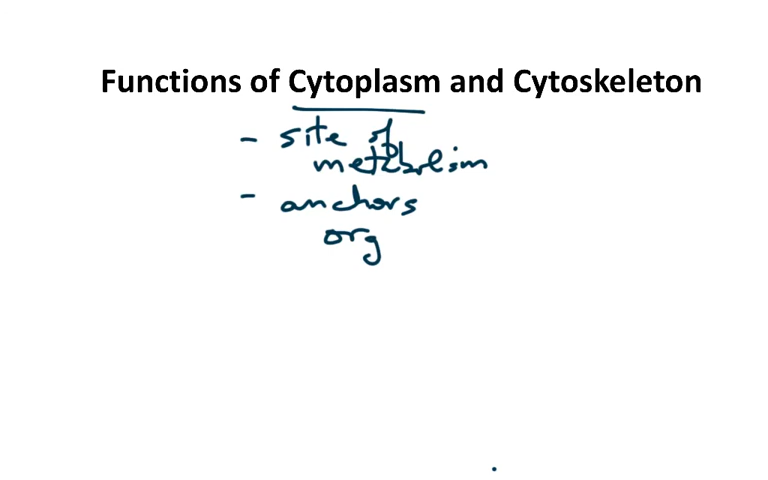 Functions of Cytoplasm and Cytoskeleton
- site of
metabolism
- anchors
org